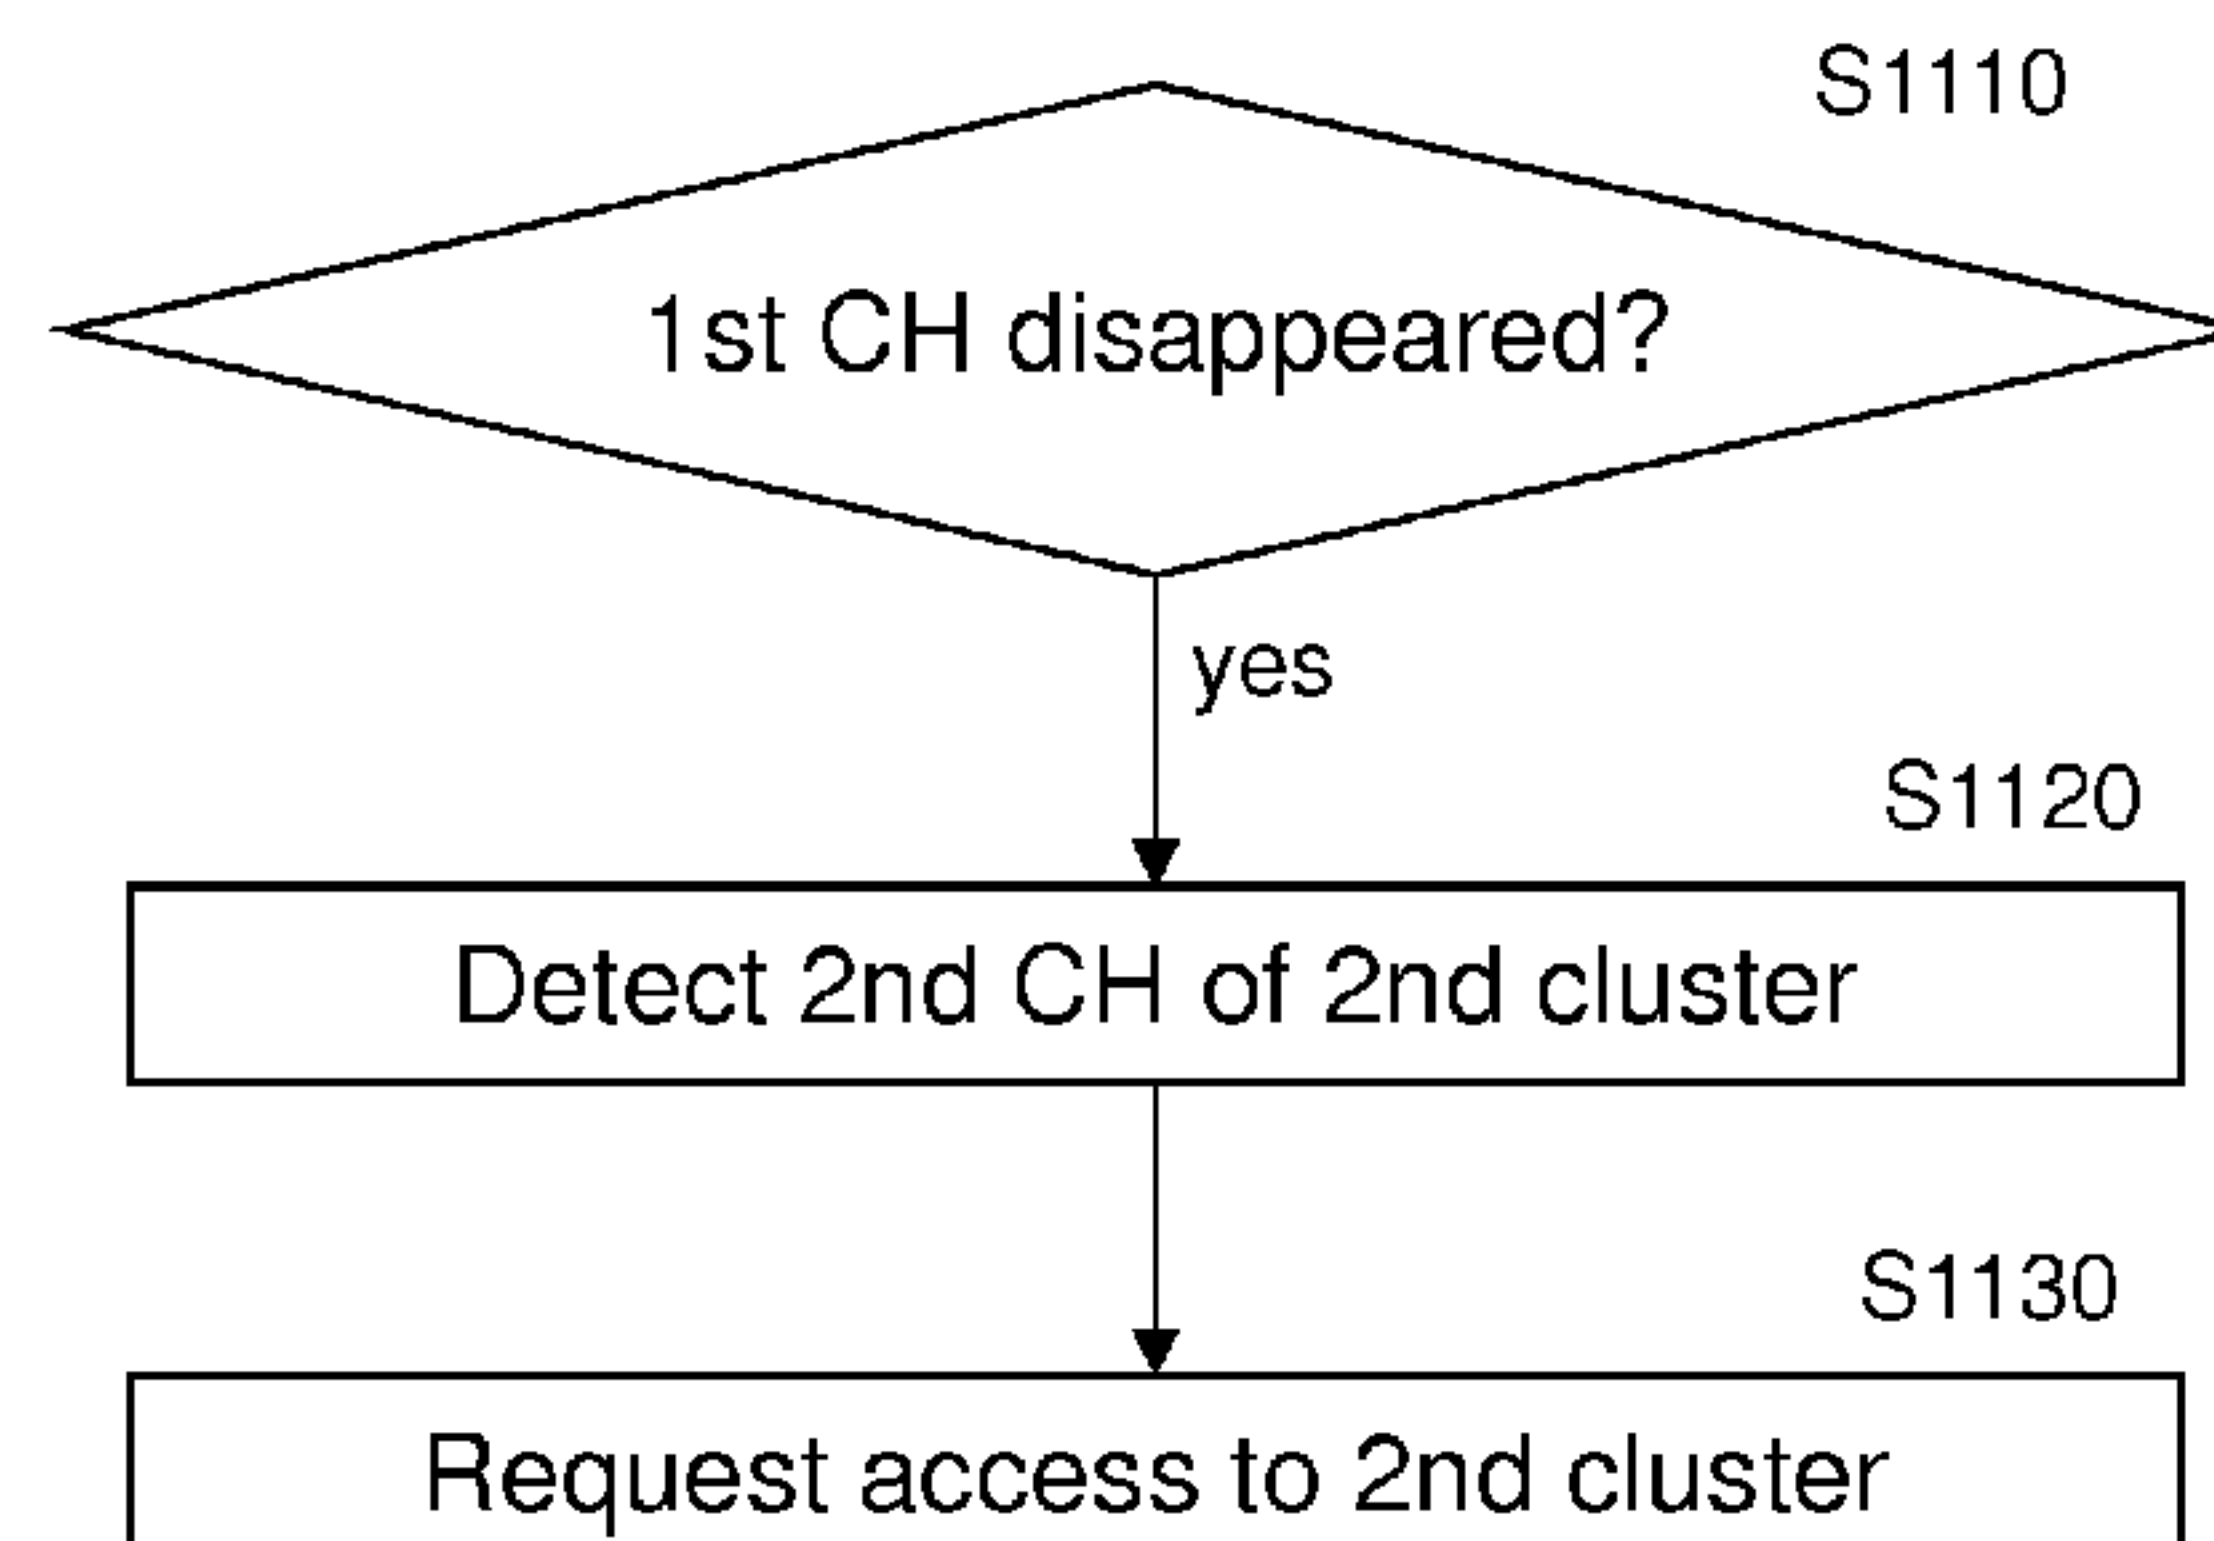 S1110
1st CH disappeared?
yes
S1120
Detect 2nd CH of 2nd cluster
S1130
Request access to 2nd cluster